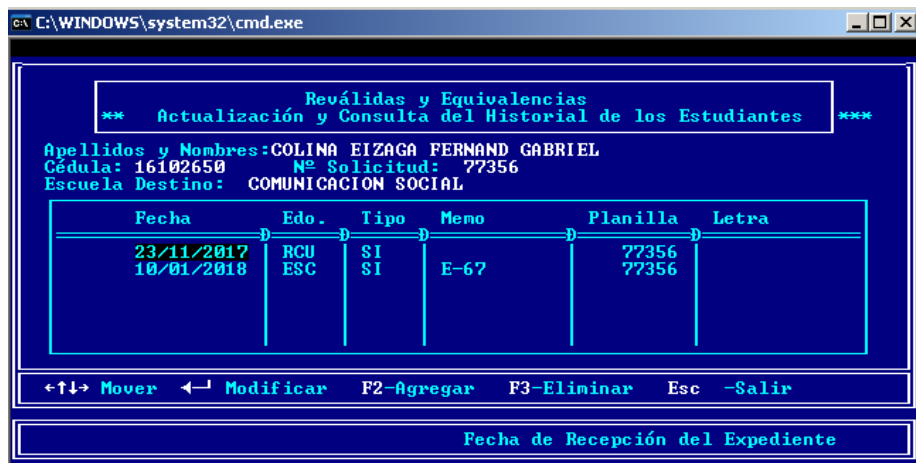 C:\WINDOWS\system32\cmd.exe
Reválidas y Equivalencias
** Actualización y Consulta del Historial de los Estudiantes ***
Apellidos y Nombres:COLINA EIZAGA FERNAND GABRIEL
Cédula: 16102650 Nº Solicitud: 77356
Escuela Destino: COMUNICACION SOCIAL
Fecha Edo. Tipo Memo Planilla Letra
23/11/2017 RCU SI 77356
10/01/2018 ESC SI E-67 77356
←↑↓→ Mover ◄┘ Modificar F2-Agregar F3-Eliminar Esc -Salir
Fecha de Recepción del Expediente